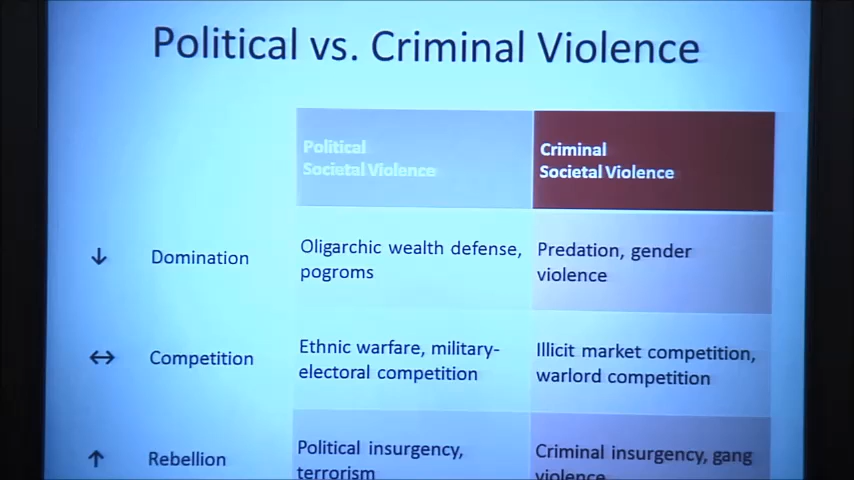 Political vs. Criminal Violence
Political
Societal Violence
Criminal
Societal Violence
↓ Domination
Oligarchic wealth defense,
pogroms
Predation, gender
violence
↔ Competition
Ethnic warfare, military-
electoral competition
Illicit market competition,
warlord competition
↑ Rebellion
Political insurgency,
terrorism
Criminal insurgency, gang
violence